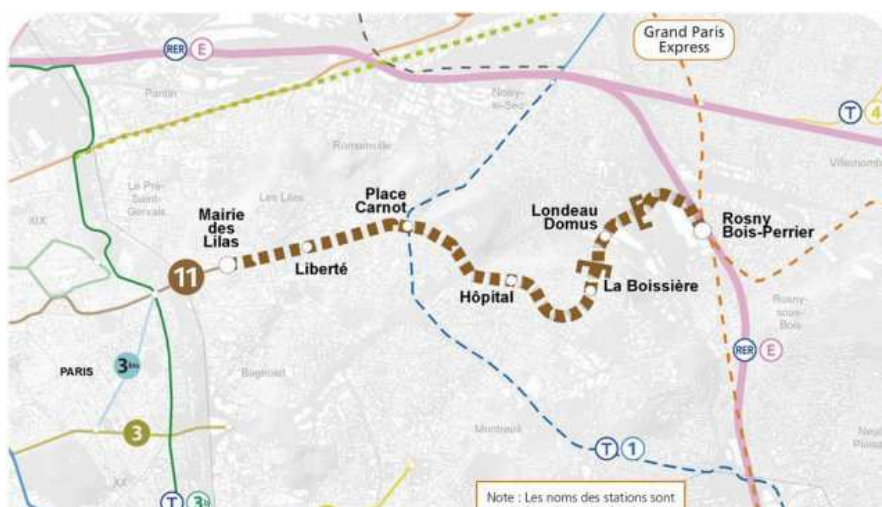 Grand Paris
Express
RER E
Pantin
Noisy-
le-Sec
T 4
Romainville
Villemomble
Le Pré-
Saint-
Gervais
Les Lilas
Place
Carnot
XIX
Mairie
des
Lilas
Londeau
Domus
Rosny
Bois-Perrier
Liberté
11
Hôpital
La Boissière
Rosny-
sous-
Bois
RER E
PARIS
3bis
Bagnolet
3
Montreuil
T 1
XX
T 3b
Note : Les noms des stations sont